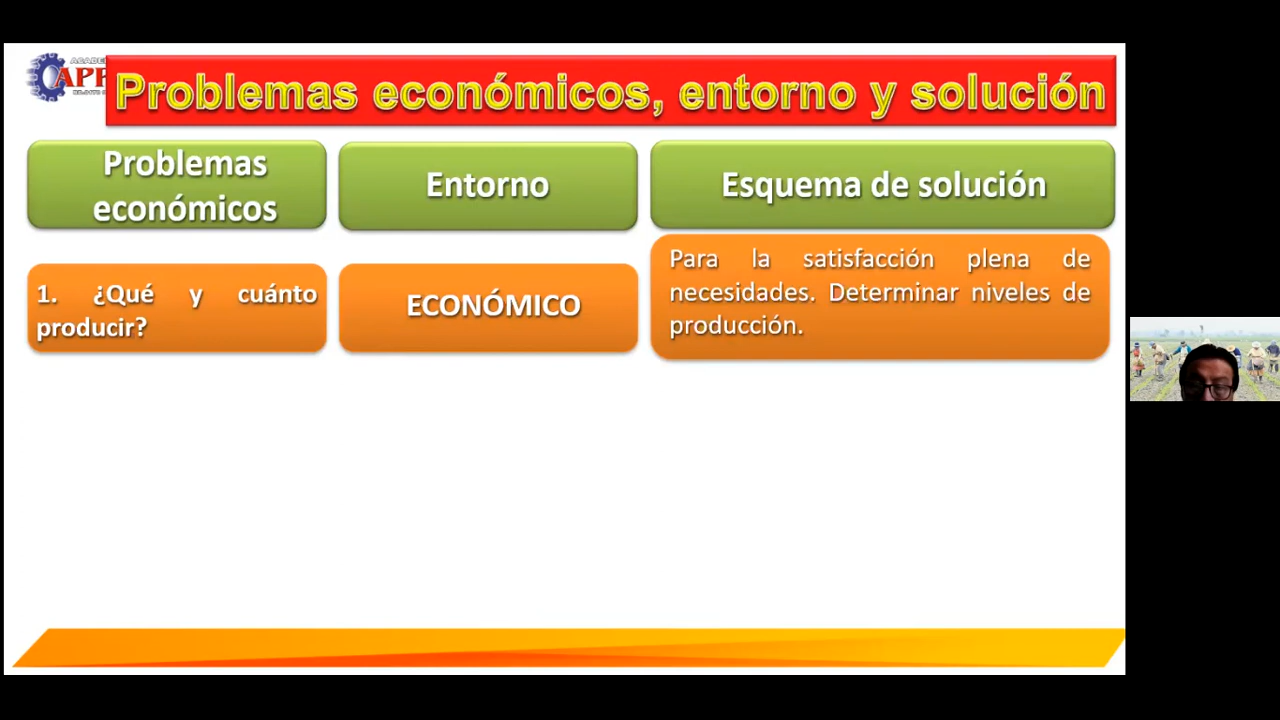 Problemas económicos, entorno y solución
Problemas
económicos
Entorno
Esquema de solución
1. ¿Qué y cuánto
producir?
ECONÓMICO
Para la satisfacción plena de
necesidades. Determinar niveles de
producción.